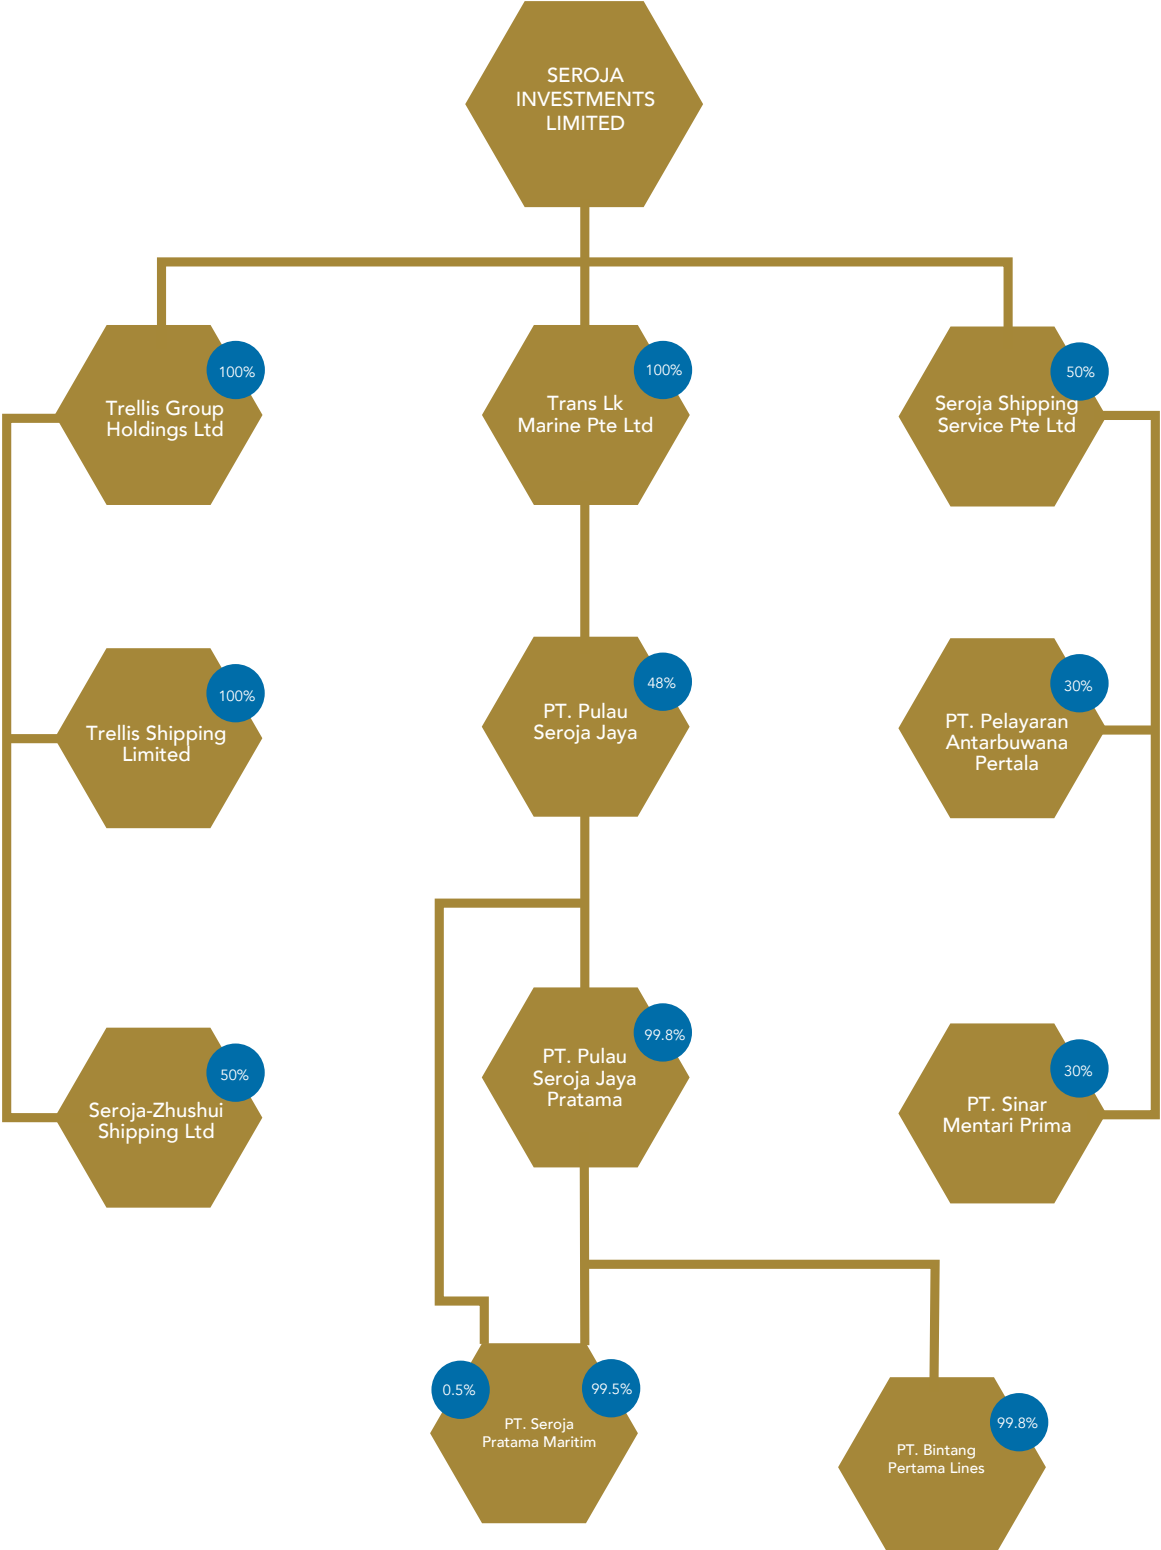 SEROJA
INVESTMENTS
LIMITED
100%
Trellis Group
Holdings Ltd
100%
Trans Lk
Marine Pte Ltd
50%
Seroja Shipping
Service Pte Ltd
100%
Trellis Shipping
Limited
48%
PT. Pulau
Seroja Jaya
30%
PT. Pelayaran
Antarbuwana
Pertala
50%
Seroja-Zhushui
Shipping Ltd
99.8%
PT. Pulau
Seroja Jaya
Pratama
30%
PT. Sinar
Mentari Prima
0.5%
99.5%
PT. Seroja
Pratama Maritim
99.8%
PT. Bintang
Pertama Lines